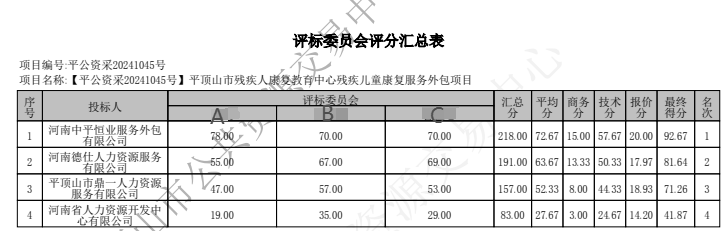 评标委员会评分汇总表
项目编号:平公资采20241045号
项目名称:【平公资采20241045号】平顶山市残疾人康复教育中心残疾儿童康复服务外包项目
序号 投标人 评标委员会 汇总分 平均分 商务分 技术分 报价分 最终得分 名次
A B C
1 河南中平恒业服务外包有限公司 78.00 70.00 70.00 218.00 72.67 15.00 57.67 20.00 92.67 1
2 河南德仕人力资源服务有限公司 55.00 67.00 69.00 191.00 63.67 13.33 50.33 17.97 81.64 2
3 平顶山市鼎一人力资源服务有限公司 47.00 57.00 53.00 157.00 52.33 8.00 44.33 18.93 71.26 3
4 河南省人力资源开发中心有限公司 19.00 35.00 29.00 83.00 27.67 3.00 24.67 14.20 41.87 4